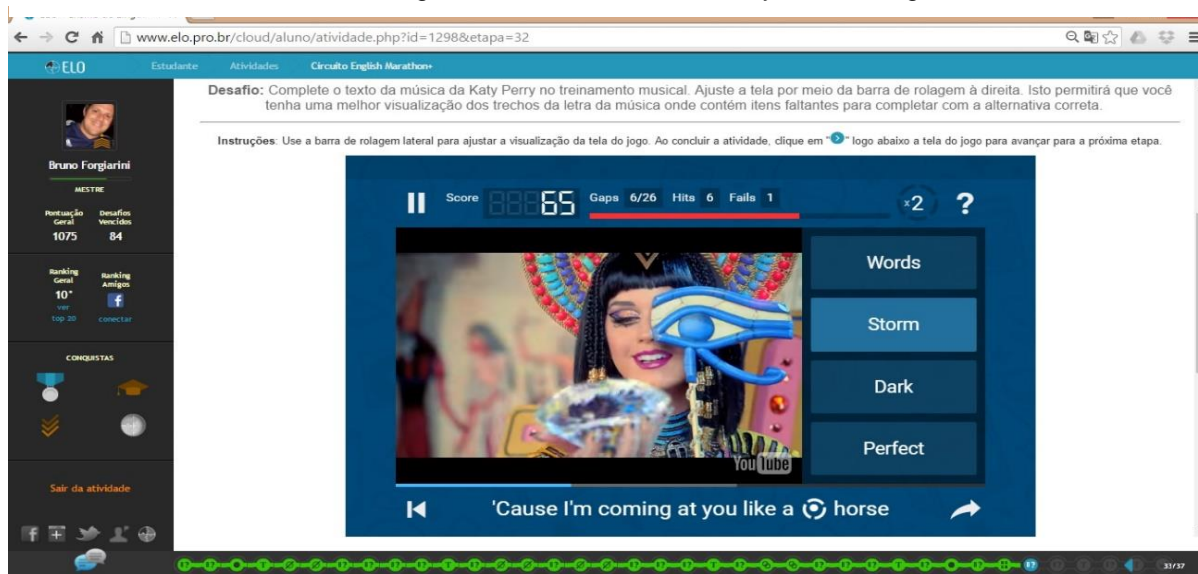 www.elo.pro.br/cloud/aluno/atividade.php?id=1298&etapa=32
ELO Estudante Atividades Circuito English Marathon+
Desafio: Complete o texto da música da Katy Perry no treinamento musical. Ajuste a tela por meio da barra de rolagem à direita. Isto permitirá que você
tenha uma melhor visualização dos trechos da letra da música onde contém itens faltantes para completar com a alternativa correta.
Instruções: Use a barra de rolagem lateral para ajustar a visualização da tela do jogo. Ao concluir a atividade, clique em "" logo abaixo a tela do jogo para avançar para a próxima etapa.
Bruno Forgiarini
MESTRE
Pontuação Geral
1075
Desafios Vencidos
84
Ranking Geral
10°
ver top 20
Ranking Amigos
conectar
CONQUISTAS
Sair da atividade
Score 65 Gaps 6/26 Hits 6 Fails 1 x2 ?
Words
Storm
Dark
Perfect
YouTube
'Cause I'm coming at you like a horse
33/37